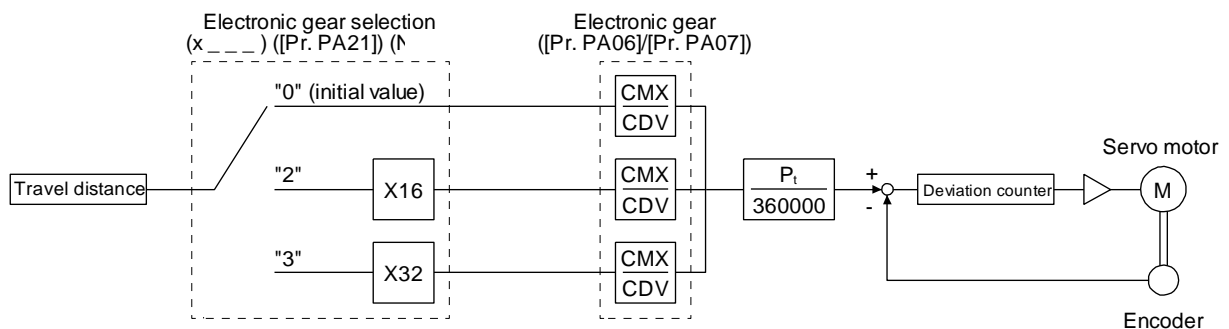 Electronic gear selection
(x _ _ _ ) ([Pr. PA21]) (
Electronic gear
([Pr. PA06]/[Pr. PA07])
"0" (initial value)
CMX
CDV
Travel distance
"2"
X16
CMX
CDV
Pt
360000
+
-
Deviation counter
Servo motor
M
"3"
X32
CMX
CDV
Encoder